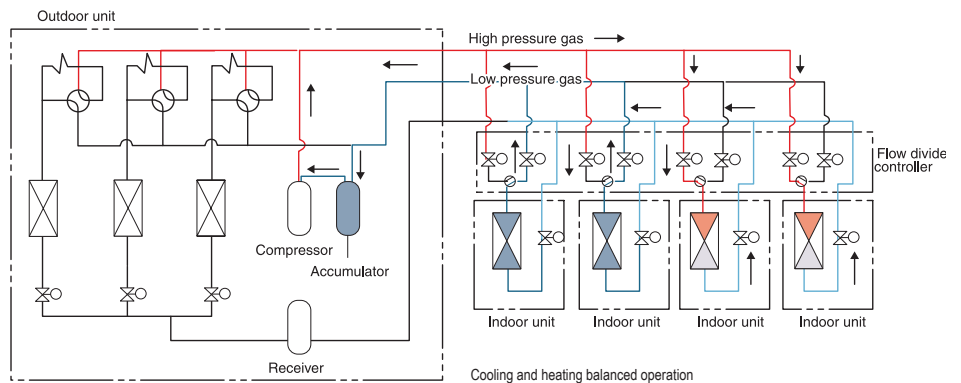 Outdoor unit
High pressure gas
Low pressure gas
Flow divide
controller
Compressor
Accumulator
Receiver
Indoor unit
Indoor unit
Indoor unit
Indoor unit
Cooling and heating balanced operation